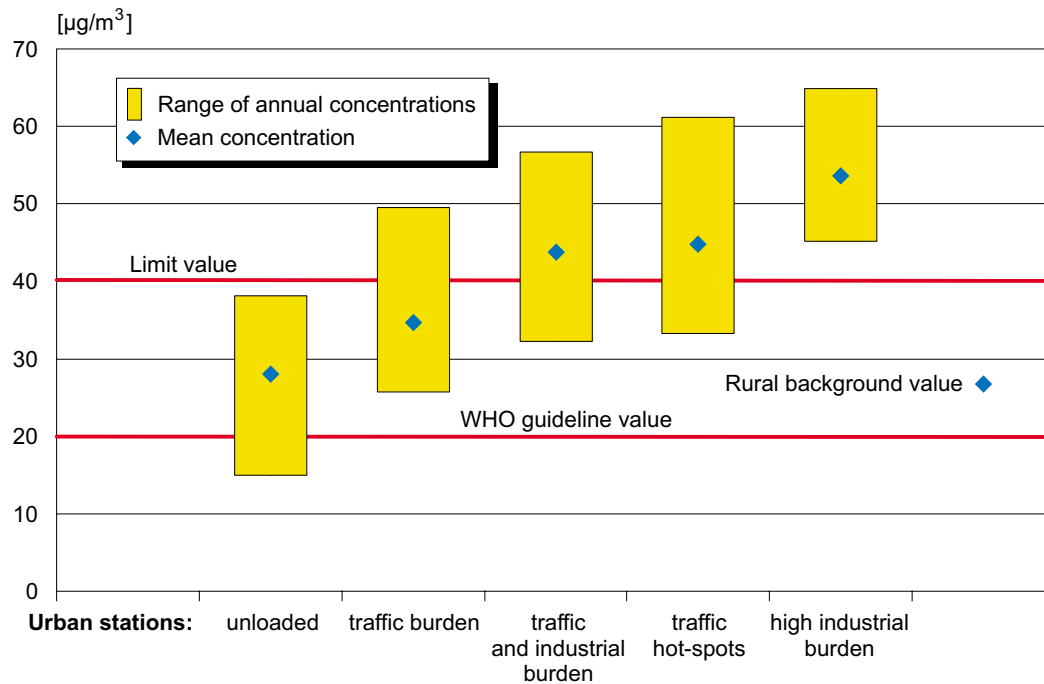 [µg/m³]
70
60
50
40
30
20
10
0
Range of annual concentrations
Mean concentration
Limit value
Rural background value
WHO guideline value
Urban stations:
unloaded
traffic burden
traffic
and industrial
burden
traffic
hot-spots
high industrial
burden